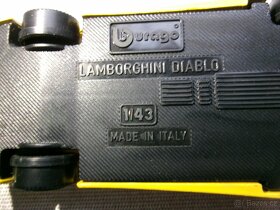 burago
LAMBORGHINI DIABLO
1/43
MADE IN ITALY